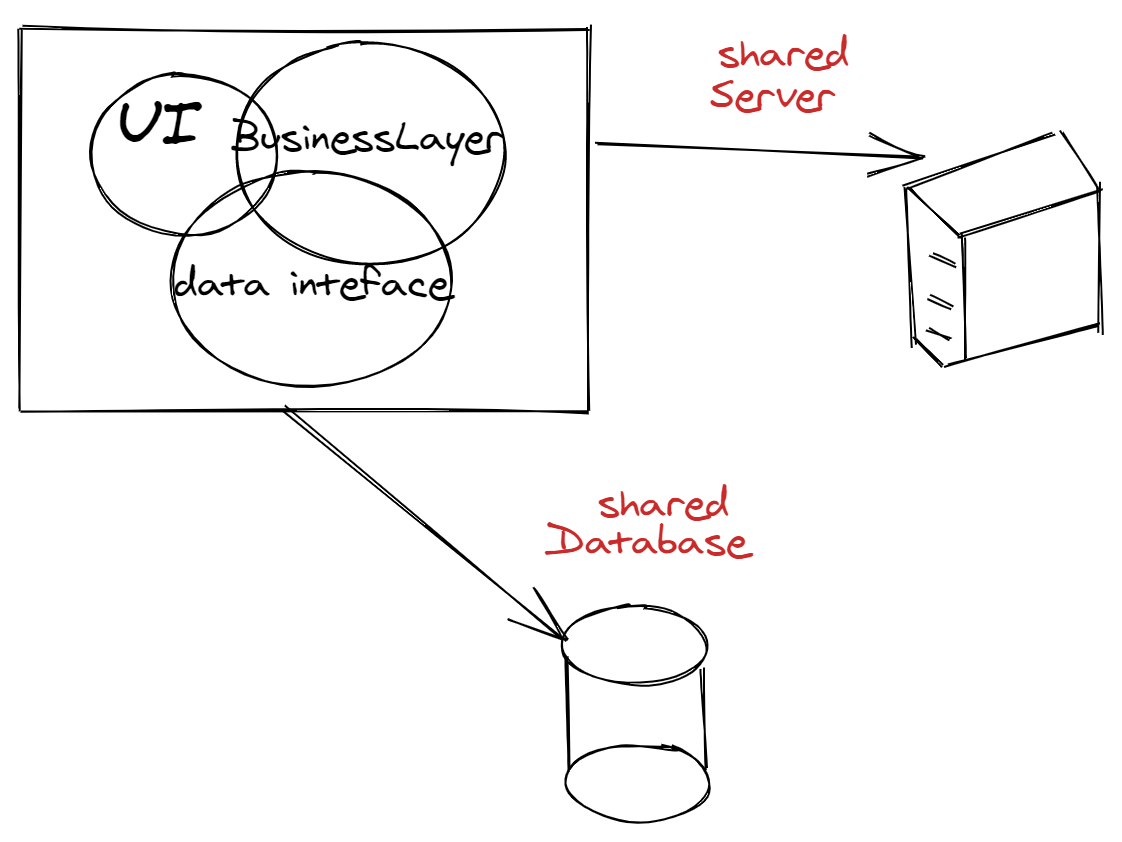 UI
BusinessLayer
data inteface
shared
Server
shared
Database